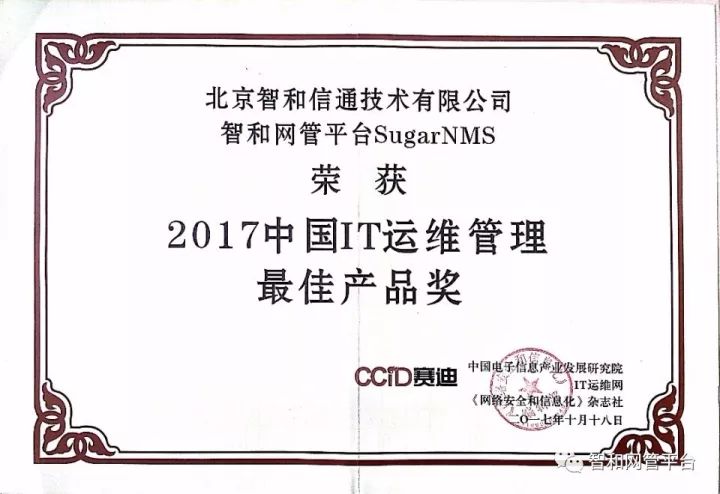 北京智和信通技术有限公司
智和网管平台SugarNMS
荣 获
2017中国IT运维管理
最佳产品奖
CCID赛迪
中国电子信息产业发展研究院
IT运维网
《网络安全和信息化》杂志社
二〇一七年十月十八日
智和网管平台